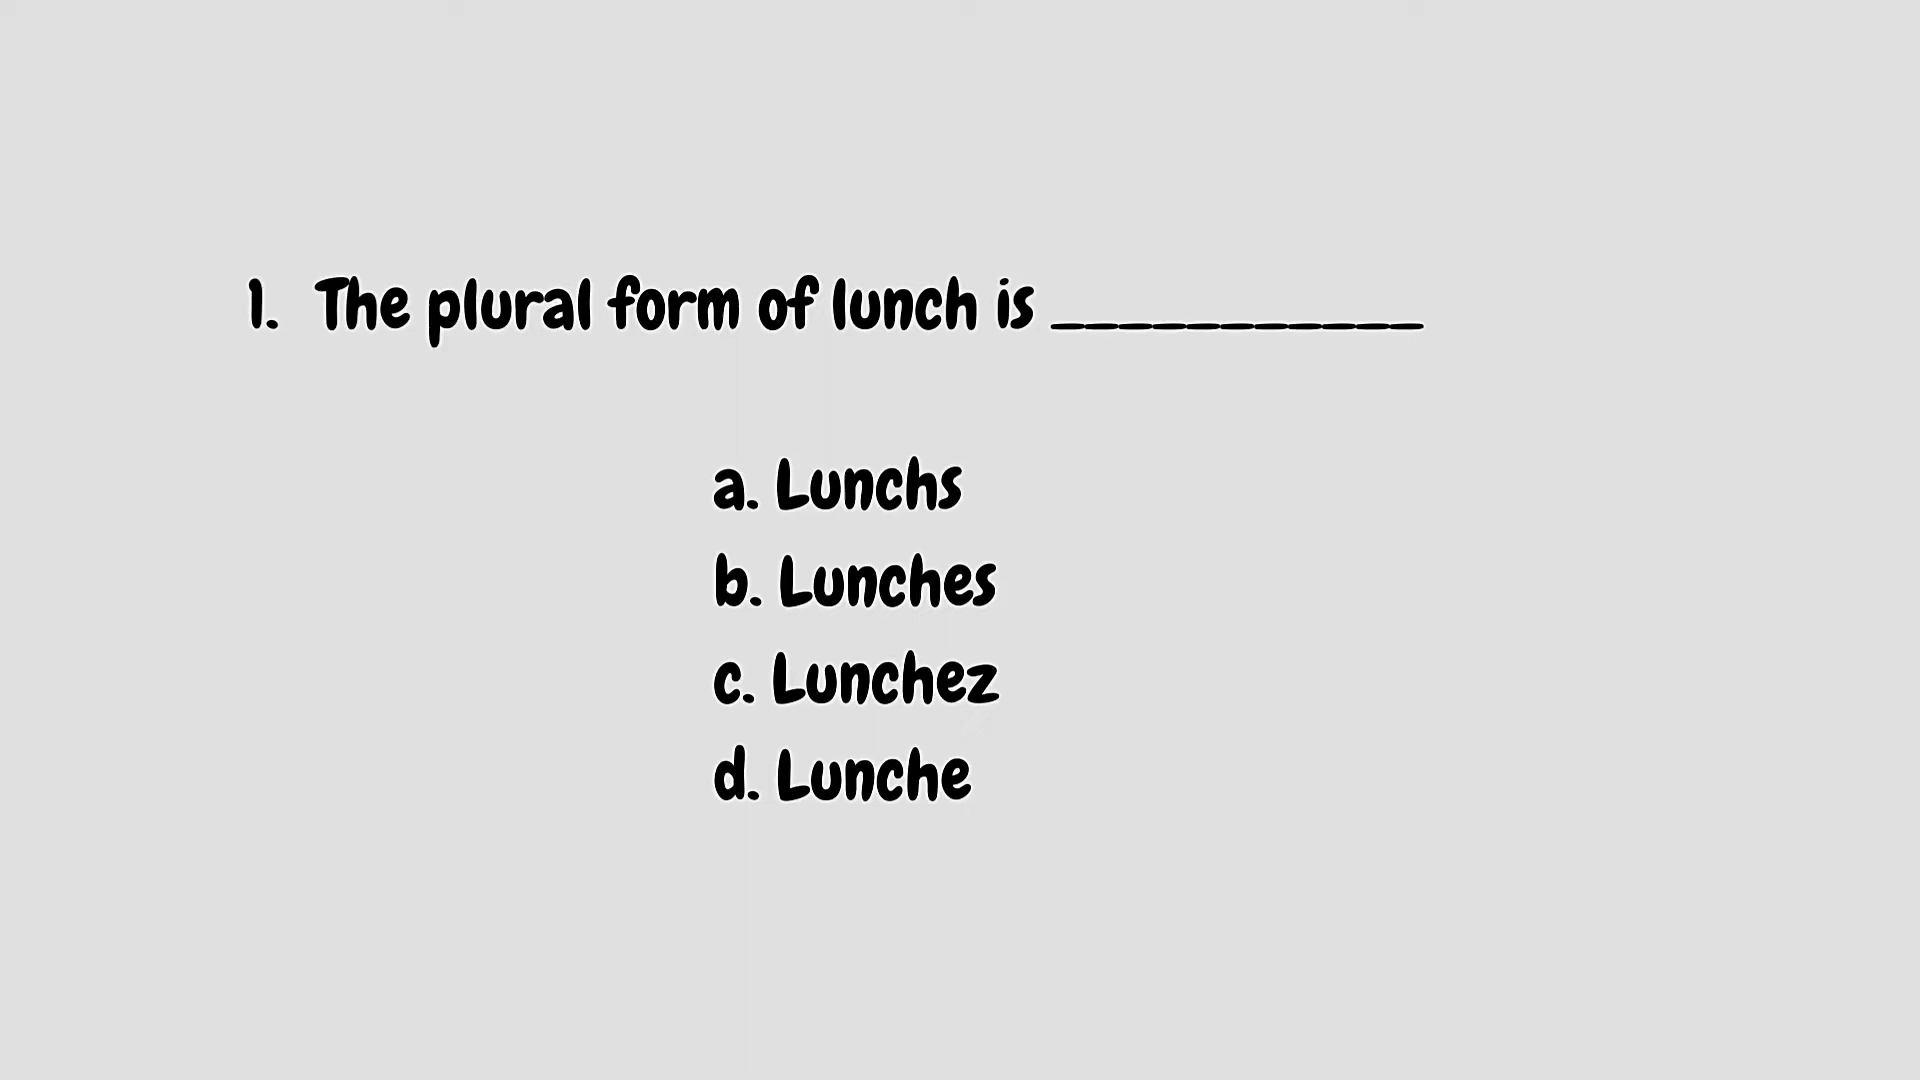 1. The plural form of lunch is ___________
a. Lunchs
b. Lunches
c. Lunchez
d. Lunche